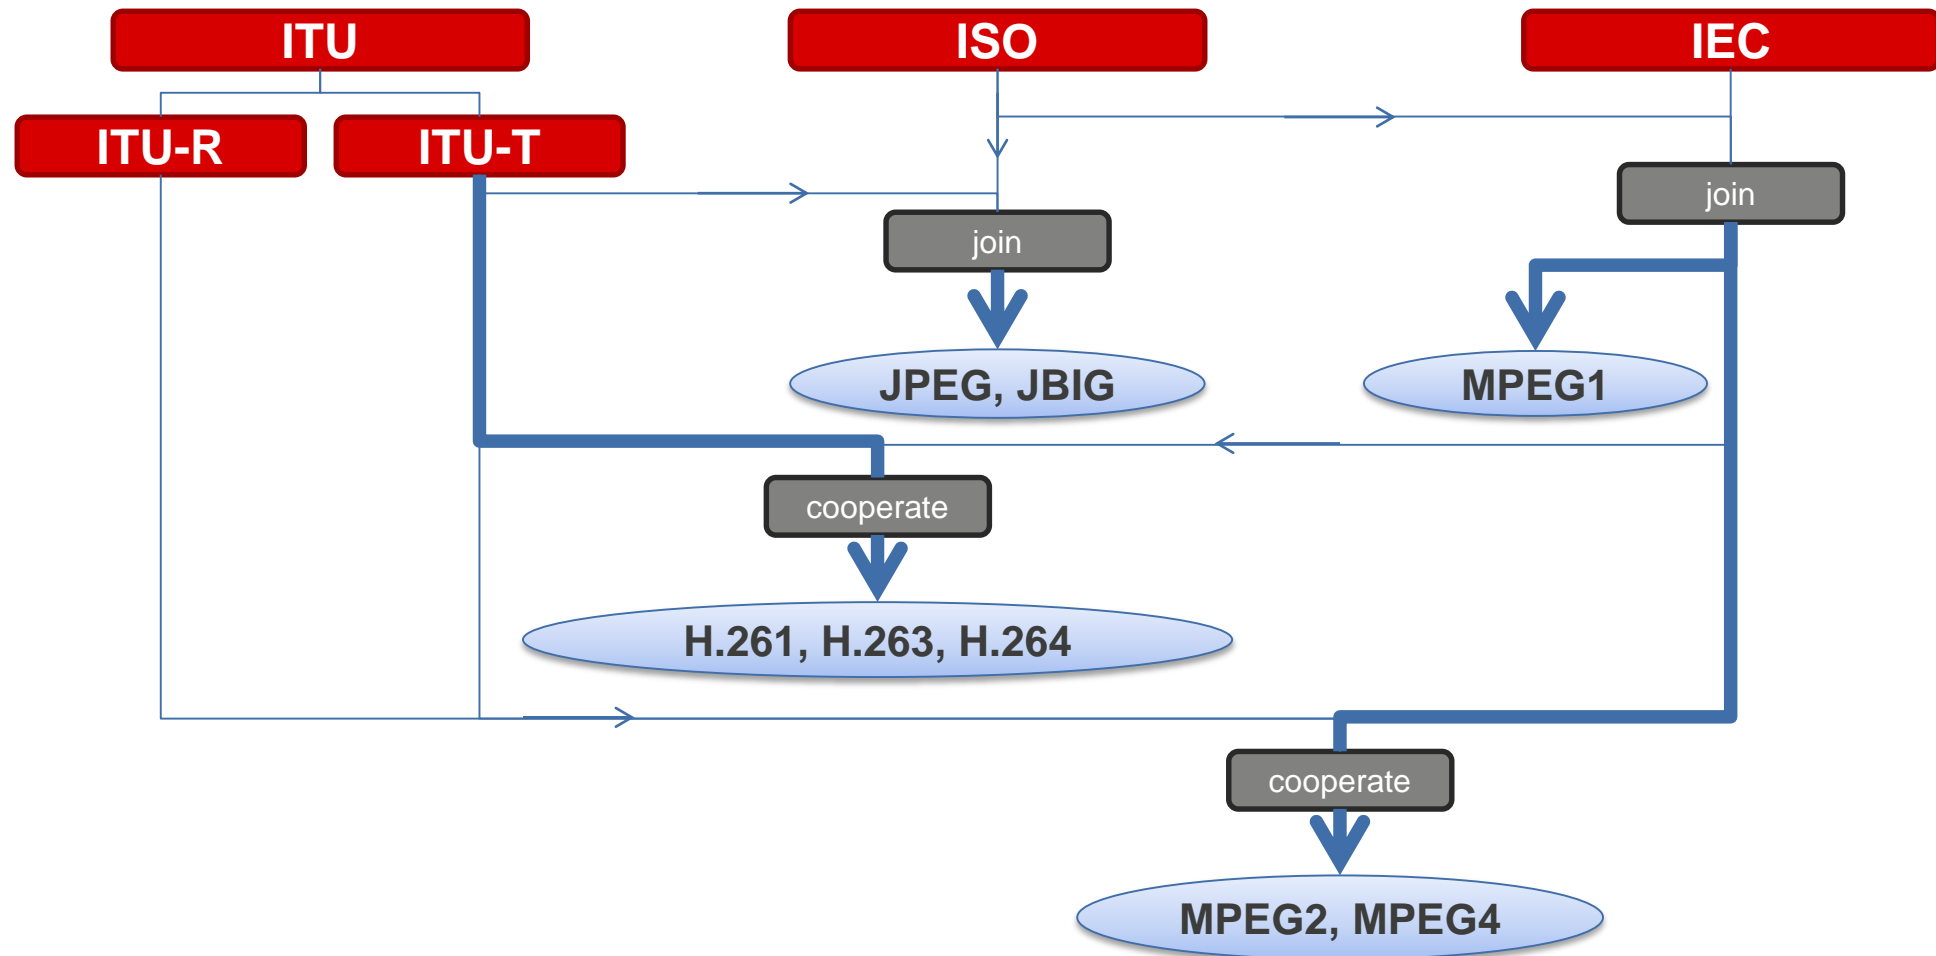 ITU
ISO
IEC
ITU-R
ITU-T
join
join
JPEG, JBIG
MPEG1
cooperate
H.261, H.263, H.264
cooperate
MPEG2, MPEG4